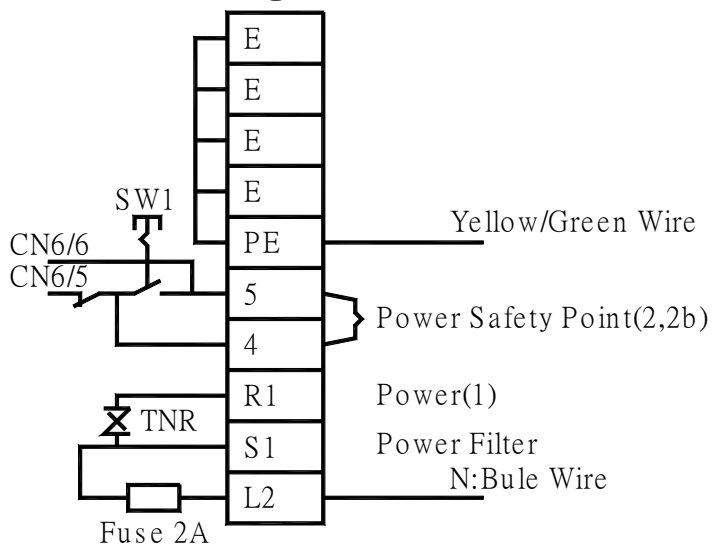 E
E
E
E
SW1
Yellow/Green Wire
PE
CN6/6
CN6/5
5
Power Safety Point(2,2b)
4
R1
Power(1)
TNR
S1
Power Filter
N:Bule Wire
L2
Fuse 2A